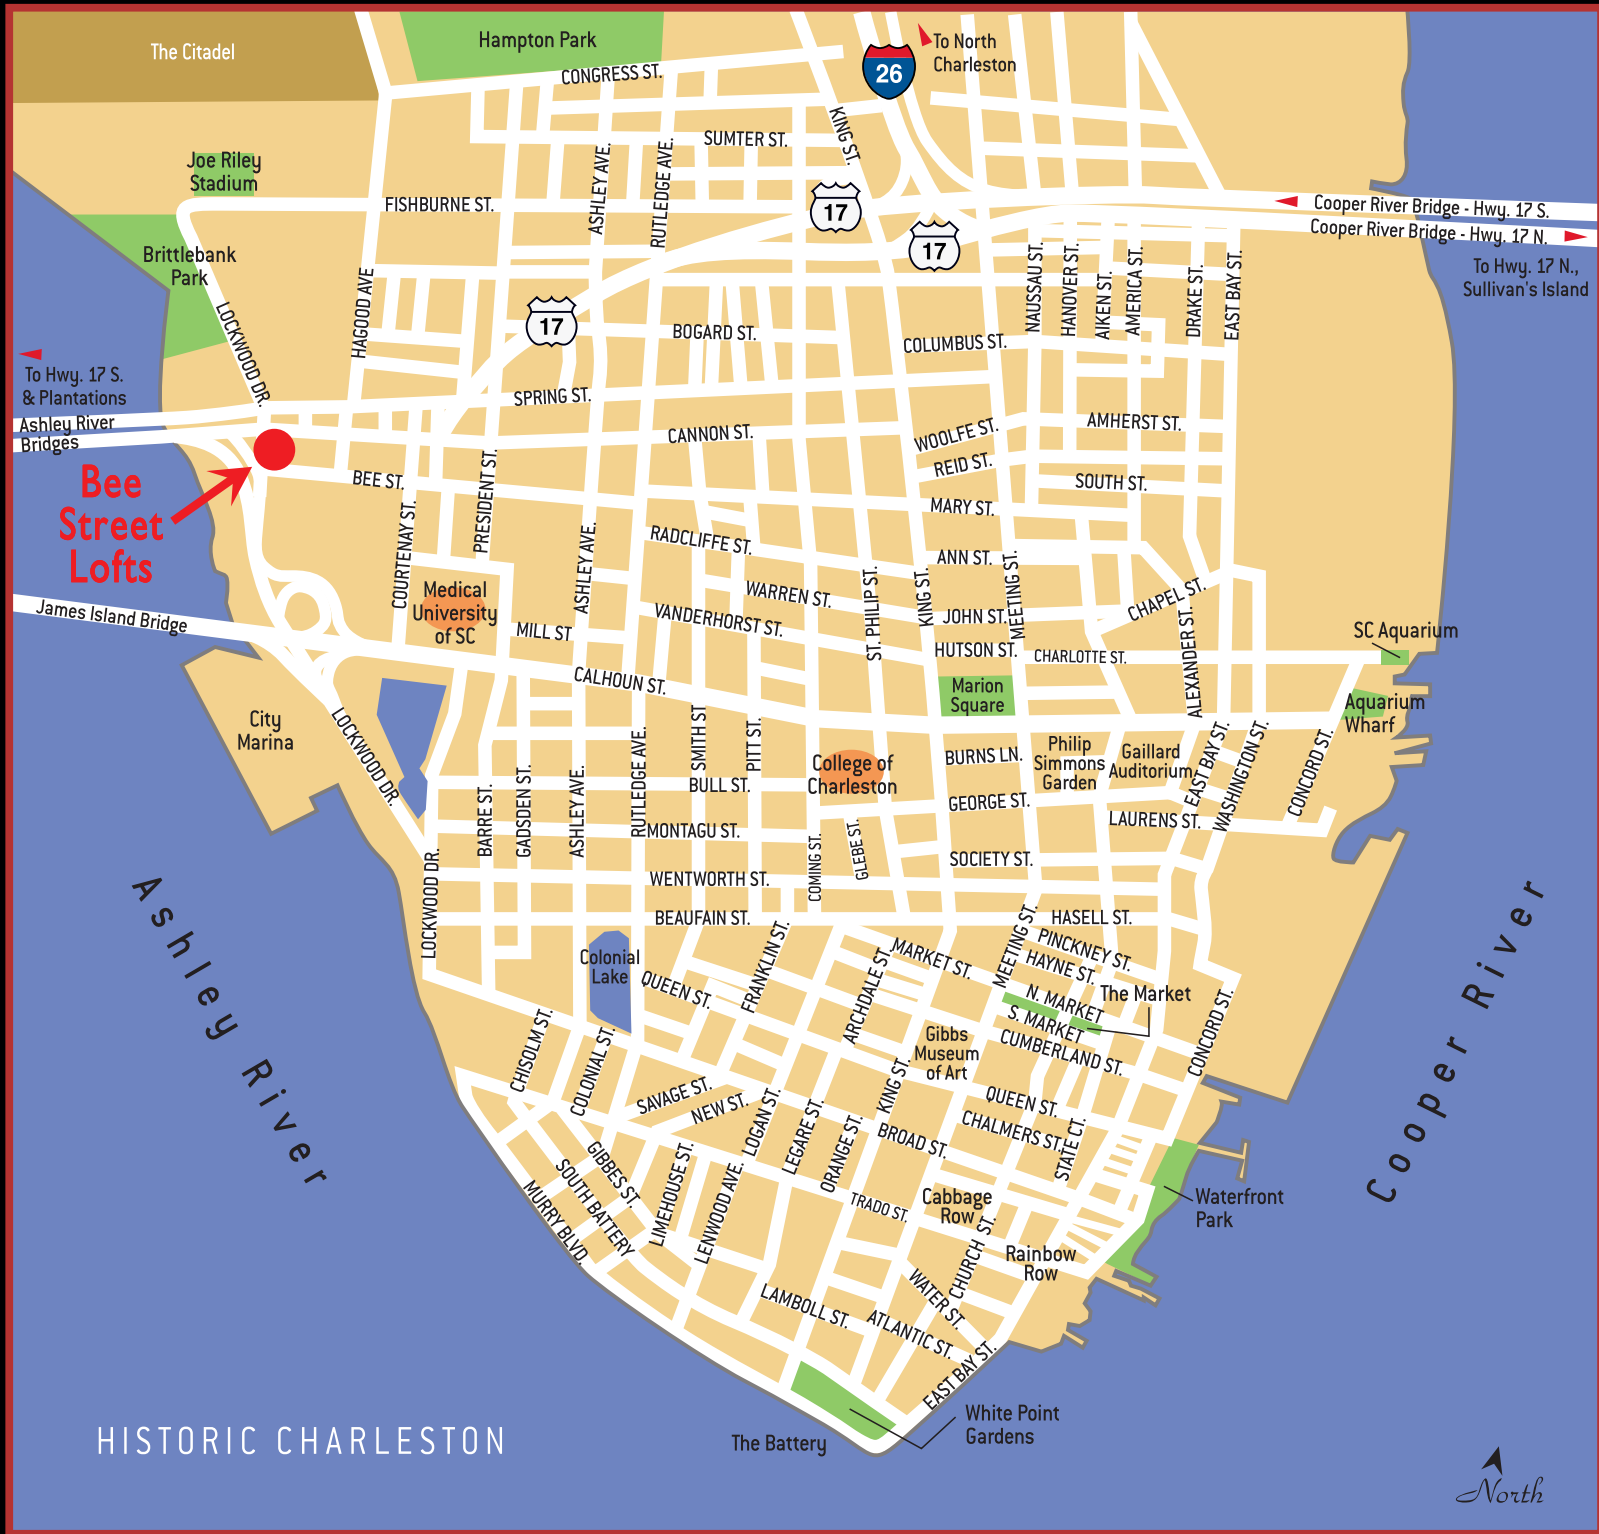 The Citadel
Hampton Park
26
To North
Charleston
CONGRESS ST.
KING ST.
SUMTER ST.
Joe Riley
Stadium
ASHLEY AVE.
RUTLEDGE AVE.
FISHBURNE ST.
17
17
Cooper River Bridge - Hwy. 17 S.
Cooper River Bridge - Hwy. 17 N.
To Hwy. 17 N.,
Sullivan's Island
Brittlebank
Park
LOCKWOOD DR.
HAGOOD AVE
17
BOGARD ST.
COLUMBUS ST.
NAUSSAU ST.
HANOVER ST.
AIKEN ST.
AMERICA ST.
DRAKE ST.
EAST BAY ST.
To Hwy. 17 S.
& Plantations
Ashley River
Bridges
SPRING ST.
CANNON ST.
WOOLFE ST.
AMHERST ST.
REID ST.
Bee
Street
Lofts
BEE ST.
COURTENAY ST.
PRESIDENT ST.
SOUTH ST.
MARY ST.
RADCLIFFE ST.
ANN ST.
ASHLEY AVE.
Medical
University
of SC
WARREN ST.
VANDERHORST ST.
ST. PHILIP ST.
KING ST.
MEETING ST.
JOHN ST.
CHAPEL ST.
James Island Bridge
MILL ST
HUTSON ST.
CHARLOTTE ST.
ALEXANDER ST.
SC Aquarium
CALHOUN ST.
Marion
Square
Aquarium
Wharf
City
Marina
LOCKWOOD DR.
SMITH ST
PITT ST.
RUTLEDGE AVE.
BARRE ST.
GADSDEN ST.
ASHLEY AVE.
College of
Charleston
BURNS LN.
Philip
Simmons
Garden
Gaillard
Auditorium
EAST BAY ST.
WASHINGTON ST.
CONCORD ST.
BULL ST.
GEORGE ST.
LAURENS ST.
MONTAGU ST.
COMING ST.
GLEBE ST.
SOCIETY ST.
WENTWORTH ST.
LOCKWOOD DR.
BEAUFAIN ST.
HASELL ST.
Ashley River
Cooper River
Colonial
Lake
QUEEN ST.
FRANKLIN ST.
ARCHDALE ST.
MARKET ST.
MEETING ST.
PINCKNEY ST.
HAYNE ST.
N. MARKET
S. MARKET
The Market
CUMBERLAND ST.
CONCORD ST.
CHISOLM ST.
COLONIAL ST.
Gibbs
Museum
of Art
KING ST.
SAVAGE ST.
NEW ST.
LOGAN ST.
LEGARE ST.
ORANGE ST.
QUEEN ST.
CHALMERS ST.
STATE CT.
BROAD ST.
GIBBES ST.
SOUTH BATTERY
MURRY BLVD.
LIMEHOUSE ST.
LENWOOD AVE.
TRADO ST.
Cabbage
Row
CHURCH ST.
Rainbow
Row
Waterfront
Park
WATER ST.
LAMBOLL ST.
ATLANTIC ST.
EAST BAY ST.
White Point
Gardens
The Battery
HISTORIC CHARLESTON
North